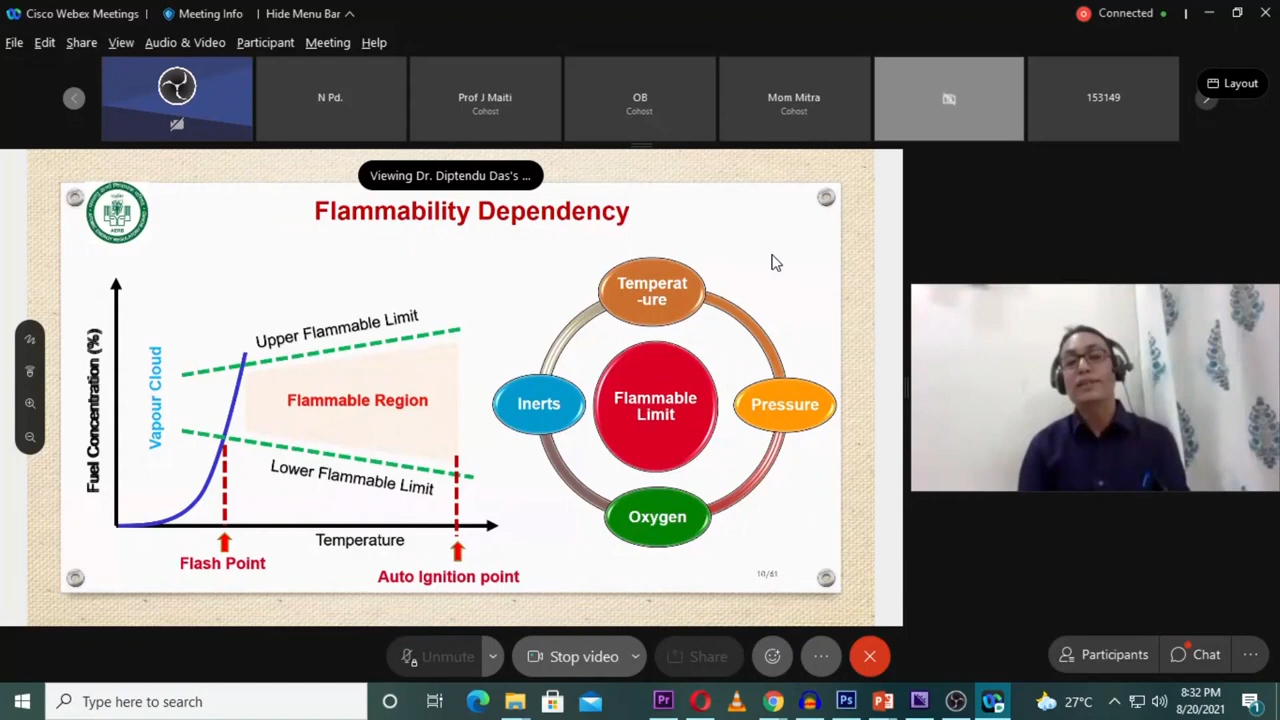 Cisco Webex Meetings
Meeting Info
Hide Menu Bar
Connected
File Edit Share View Audio & Video Participant Meeting Help
N Pd.
Prof J Maiti
Cohost
OB
Cohost
Mom Mitra
Cohost
153149
Layout
Viewing Dr. Diptendu Das's ...
AERB
Flammability Dependency
Fuel Concentration (%)
Vapour Cloud
Upper Flammable Limit
Flammable Region
Lower Flammable Limit
Temperature
Flash Point
Auto Ignition point
Temperat
-ure
Inerts
Flammable
Limit
Pressure
Oxygen
10/61
Unmute
Stop video
Share
Participants
Chat
Type here to search
Pr
Ps
27°C
8:32 PM
8/20/2021
1